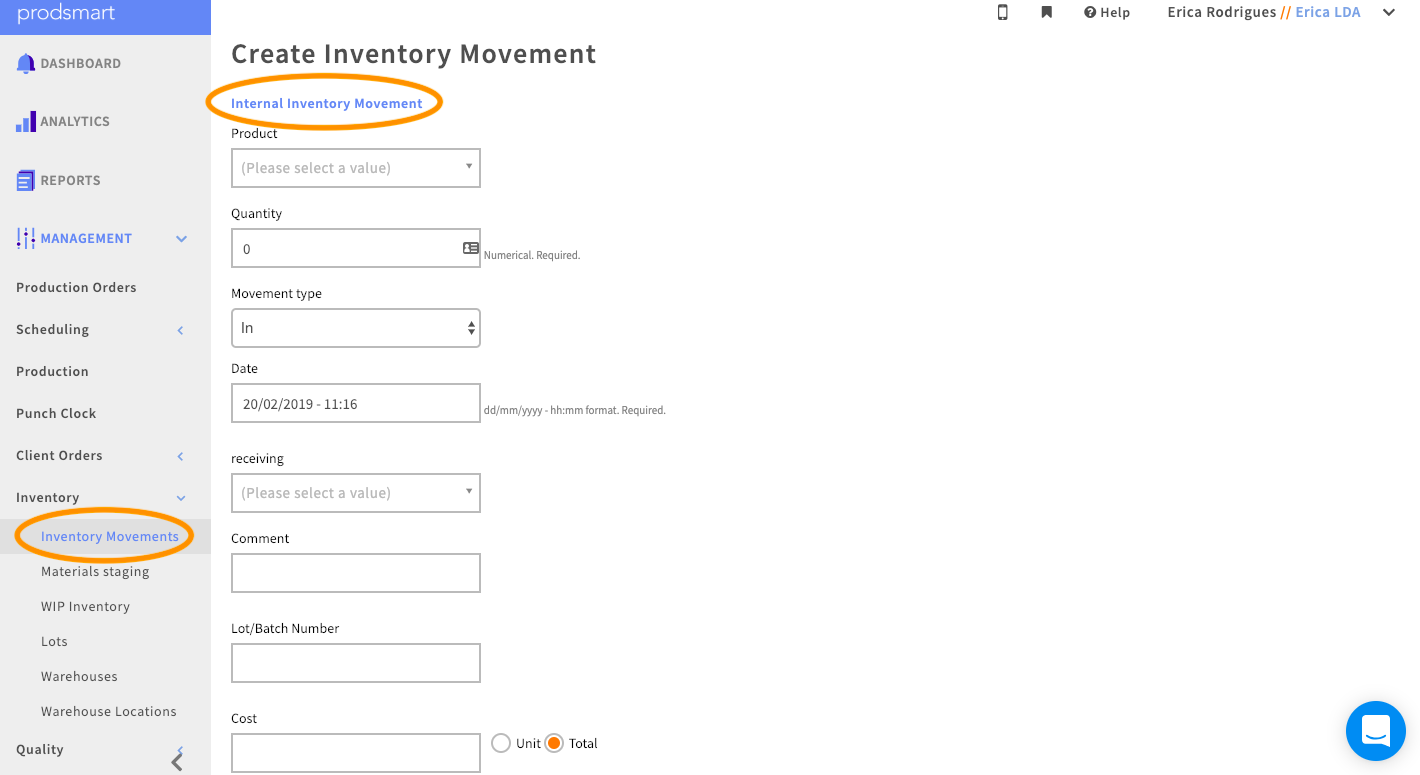 prodsmart
Help
Erica Rodrigues // Erica LDA
DASHBOARD
ANALYTICS
REPORTS
MANAGEMENT
Production Orders
Scheduling
Production
Punch Clock
Client Orders
Inventory
Inventory Movements
Materials staging
WIP Inventory
Lots
Warehouses
Warehouse Locations
Quality
Create Inventory Movement
Internal Inventory Movement
Product
(Please select a value)
Quantity
0
Numerical. Required.
Movement type
In
Date
20/02/2019 - 11:16
dd/mm/yyyy - hh:mm format. Required.
receiving
(Please select a value)
Comment
Lot/Batch Number
Cost
Unit Total